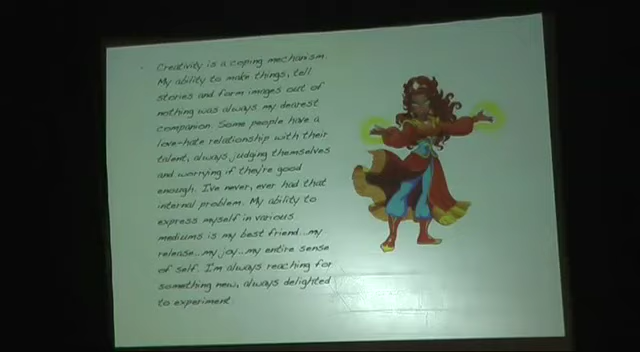 Creativity is a coping mechanism.
My ability to make things, tell
stories and form images out of
nothing was always my dearest
companion. Some people have a
love-hate relationship with their
talent, always judging themselves
and worrying if they're good
enough. I've never, ever had that
internal problem. My ability to
express myself in various
mediums is my best friend...my
release...my joy...my entire sense
of self. I'm always reaching for
something new, always delighted
to experiment.